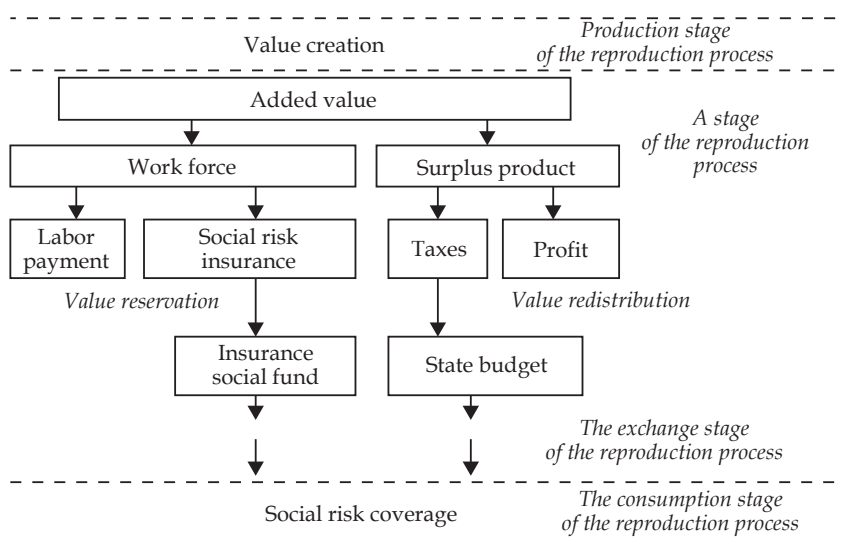 Value creation
Production stage
of the reproduction process
Added value
A stage
of the reproduction
process
Work force
Surplus product
Labor
payment
Social risk
insurance
Taxes
Profit
Value reservation
Value redistribution
Insurance
social fund
State budget
The exchange stage
of the reproduction process
Social risk coverage
The consumption stage
of the reproduction process